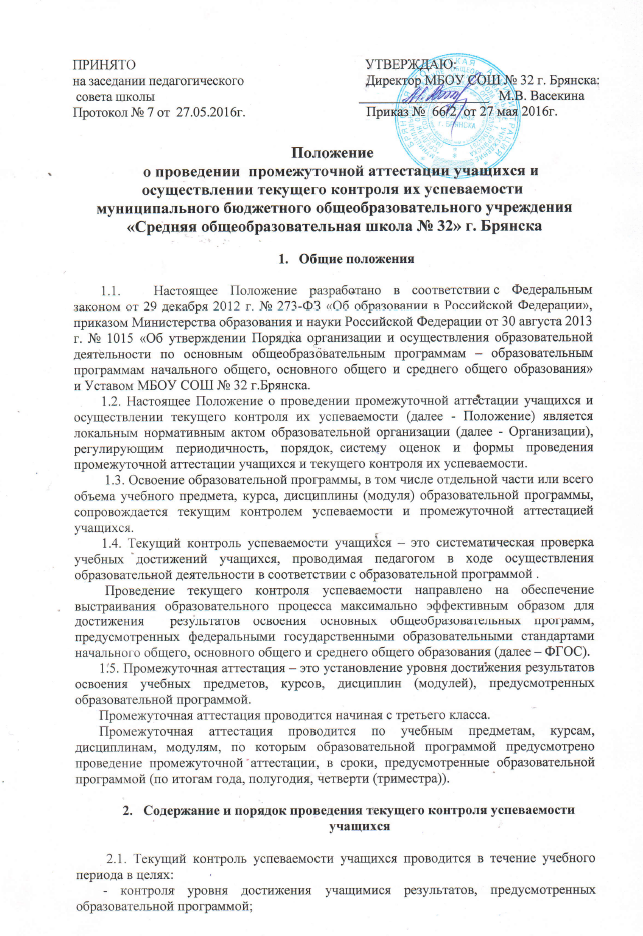 ПРИНЯТО
на заседании педагогического
совета школы
Протокол № 7 от 27.05.2016г.
УТВЕРЖДАЮ:
Директор МБОУ СОШ № 32 г. Брянска:
М.В. Васекина
Приказ № 66/2 от 27 мая 2016г.
Положение
о проведении промежуточной аттестации учащихся и
осуществлении текущего контроля их успеваемости
муниципального бюджетного общеобразовательного учреждения
«Средняя общеобразовательная школа № 32» г. Брянска
1. Общие положения
1.1. Настоящее Положение разработано в соответствии с Федеральным
законом от 29 декабря 2012 г. № 273-ФЗ «Об образовании в Российской Федерации»,
приказом Министерства образования и науки Российской Федерации от 30 августа 2013
г. № 1015 «Об утверждении Порядка организации и осуществления образовательной
деятельности по основным общеобразовательным программам – образовательным
программам начального общего, основного общего и среднего общего образования»
и Уставом МБОУ СОШ № 32 г.Брянска.
1.2. Настоящее Положение о проведении промежуточной аттестации учащихся и
осуществлении текущего контроля их успеваемости (далее - Положение) является
локальным нормативным актом образовательной организации (далее - Организации),
регулирующим периодичность, порядок, систему оценок и формы проведения
промежуточной аттестации учащихся и текущего контроля их успеваемости.
1.3. Освоение образовательной программы, в том числе отдельной части или всего
объема учебного предмета, курса, дисциплины (модуля) образовательной программы,
сопровождается текущим контролем успеваемости и промежуточной аттестацией
учащихся.
1.4. Текущий контроль успеваемости учащихся – это систематическая проверка
учебных достижений учащихся, проводимая педагогом в ходе осуществления
образовательной деятельности в соответствии с образовательной программой .
Проведение текущего контроля успеваемости направлено на обеспечение
выстраивания образовательного процесса максимально эффективным образом для
достижения результатов освоения основных общеобразовательных программ,
предусмотренных федеральными государственными образовательными стандартами
начального общего, основного общего и среднего общего образования (далее – ФГОС).
1.5. Промежуточная аттестация – это установление уровня достижения результатов
освоения учебных предметов, курсов, дисциплин (модулей), предусмотренных
образовательной программой.
Промежуточная аттестация проводится начиная с третьего класса.
Промежуточная аттестация проводится по учебным предметам, курсам,
дисциплинам, модулям, по которым образовательной программой предусмотрено
проведение промежуточной аттестации, в сроки, предусмотренные образовательной
программой (по итогам года, полугодия, четверти (триместра)).
2. Содержание и порядок проведения текущего контроля успеваемости
учащихся
2.1. Текущий контроль успеваемости учащихся проводится в течение учебного
периода в целях:
- контроля уровня достижения учащимися результатов, предусмотренных
образовательной программой;